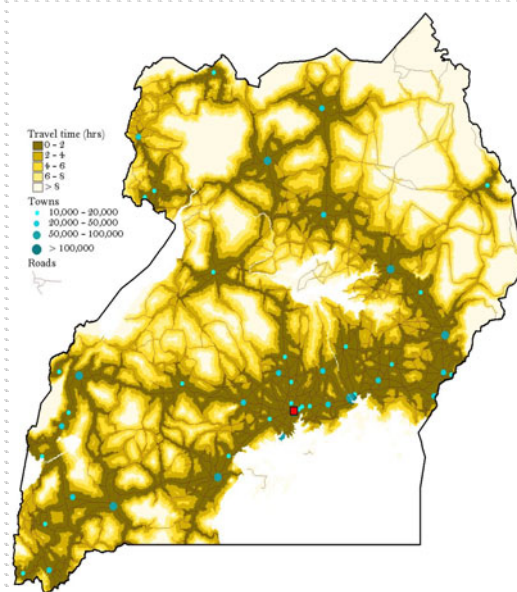 Travel time (hrs)
0 - 2
2 - 4
4 - 6
6 - 8
> 8
Towns
10,000 - 20,000
20,000 - 50,000
50,000 - 100,000
> 100,000
Roads